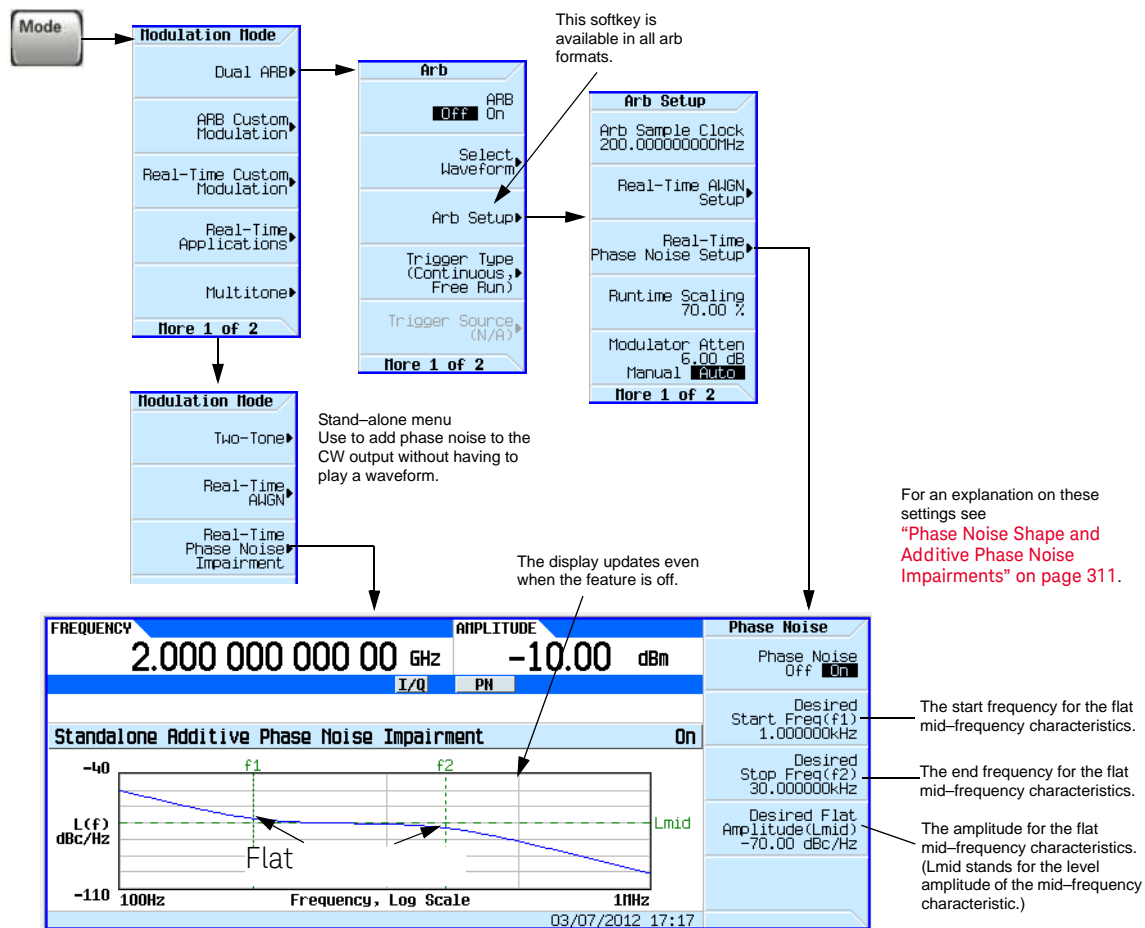 Mode
Modulation Mode
Dual ARB
ARB Custom
Modulation
Real-Time Custom
Modulation
Real-Time
Applications
Multitone
More 1 of 2
Arb
ARB
Off On
Select
Waveform
Arb Setup
Trigger Type
(Continuous,
Free Run)
Trigger Source
(N/A)
More 1 of 2
This softkey is
available in all arb
formats.
Arb Setup
Arb Sample Clock
200.000000000MHz
Real-Time AWGN
Setup
Real-Time
Phase Noise Setup
Runtime Scaling
70.00 %
Modulator Atten
6.00 dB
Manual Auto
More 1 of 2
Modulation Mode
Two-Tone
Real-Time
AWGN
Real-Time
Phase Noise
Impairment
Stand–alone menu
Use to add phase noise to the
CW output without having to
play a waveform.
The display updates even
when the feature is off.
For an explanation on these
settings see
“Phase Noise Shape and
Additive Phase Noise
Impairments” on page 311.
FREQUENCY
2.000 000 000 00 GHz
AMPLITUDE
-10.00 dBm
I/Q PN
Standalone Additive Phase Noise Impairment On
-40
f1 f2
L(f)
dBc/Hz
Lmid
Flat
-110
100Hz Frequency, Log Scale 1MHz
03/07/2012 17:17
Phase Noise
Phase Noise
Off On
Desired
Start Freq(f1)
1.000000kHz
Desired
Stop Freq(f2)
30.000000kHz
Desired Flat
Amplitude(Lmid)
-70.00 dBc/Hz
The start frequency for the flat
mid–frequency characteristics.
The end frequency for the flat
mid–frequency characteristics.
The amplitude for the flat
mid–frequency characteristics.
(Lmid stands for the level
amplitude of the mid–frequency
characteristic.)